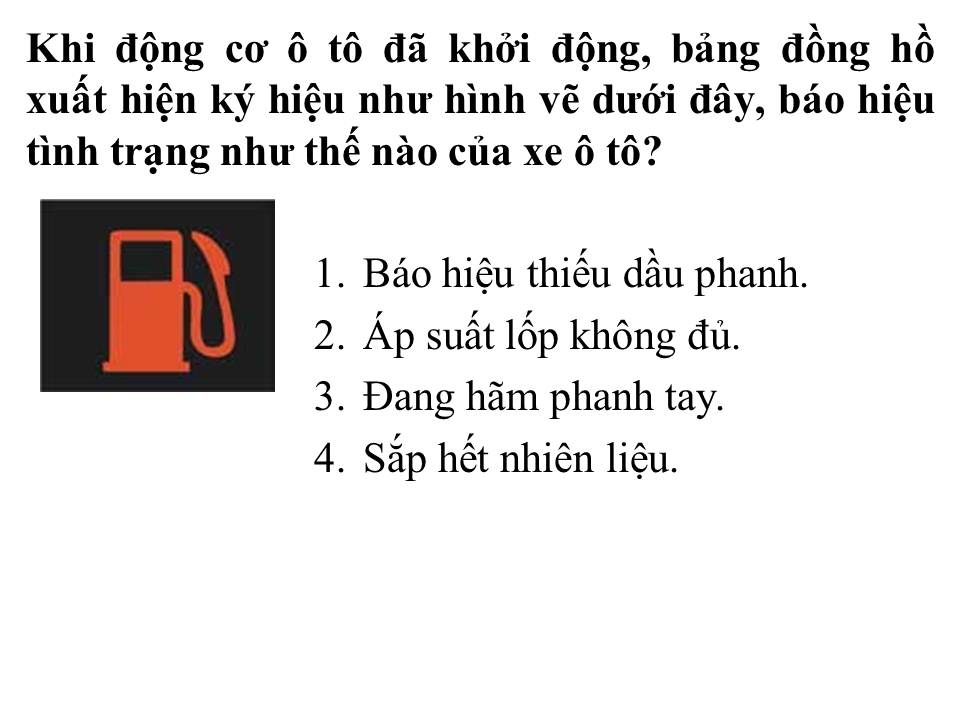 Khi động cơ ô tô đã khởi động, bảng đồng hồ
xuất hiện ký hiệu như hình vẽ dưới đây, báo hiệu
tình trạng như thế nào của xe ô tô?
1. Báo hiệu thiếu dầu phanh.
2. Áp suất lốp không đủ.
3. Đang hãm phanh tay.
4. Sắp hết nhiên liệu.